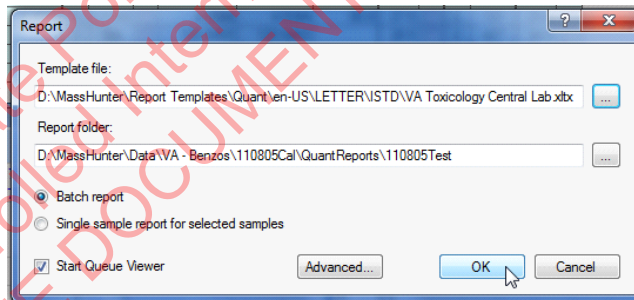 Report
Template file:
D:\MassHunter\Report Templates\Quant\en-US\LETTER\ISTD\VA Toxicology Central Lab.xltx
...
Report folder:
D:\MassHunter\Data\VA - Benzos\110805Cal\QuantReports\110805Test
...
Batch report
Single sample report for selected samples
Start Queue Viewer
Advanced...
OK
Cancel